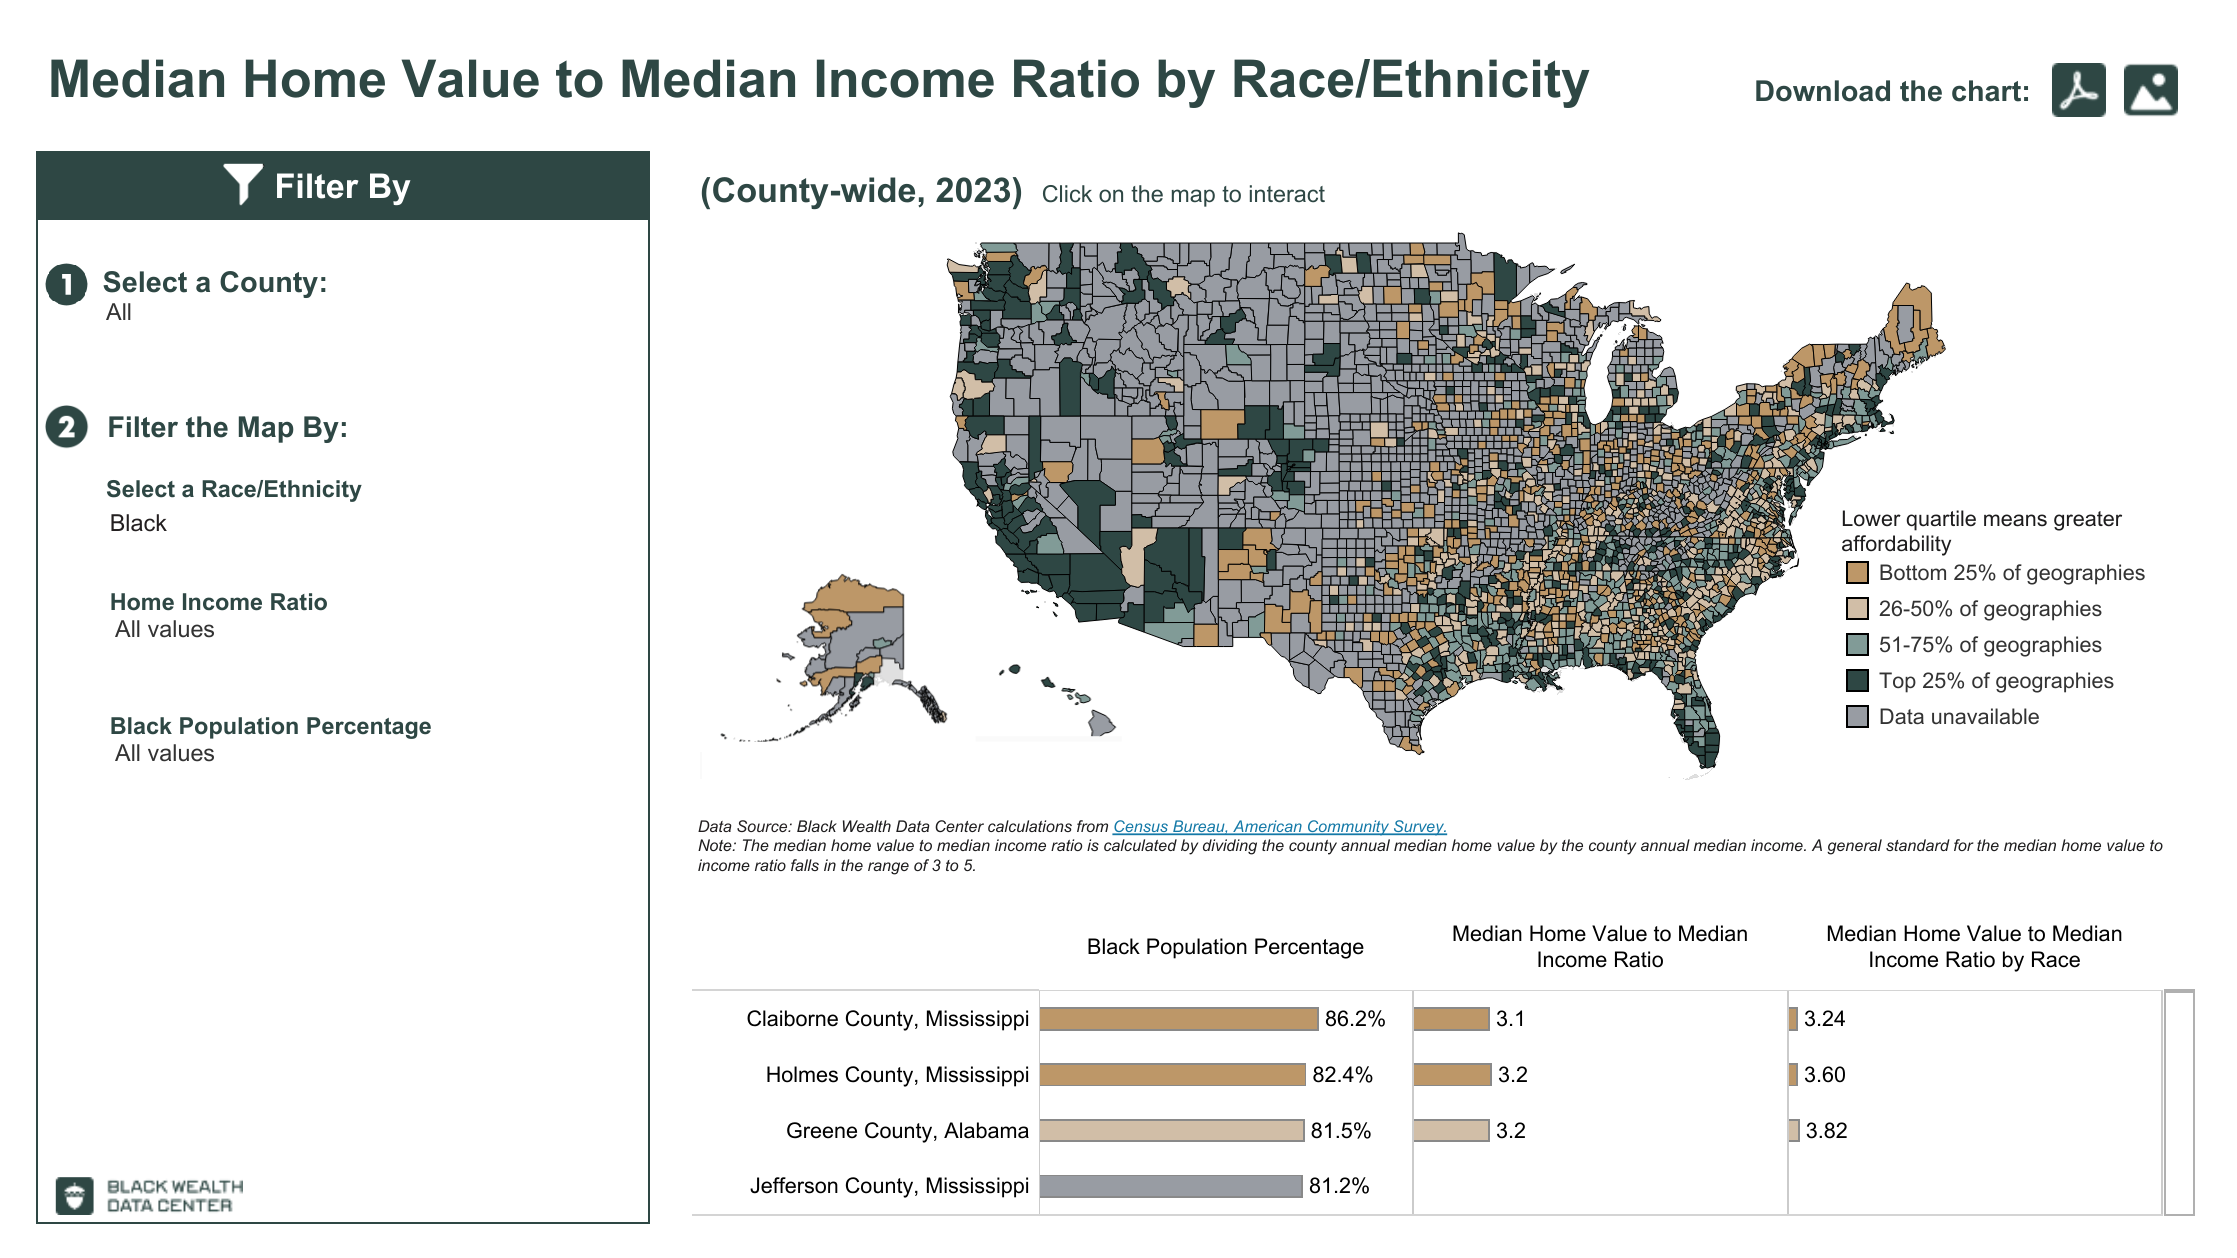 Median Home Value to Median Income Ratio by Race/Ethnicity
Download the chart:
Filter By
1 Select a County:
All
2 Filter the Map By:
Select a Race/Ethnicity
Black
Home Income Ratio
All values
Black Population Percentage
All values
BLACK WEALTH
DATA CENTER
(County-wide, 2023) Click on the map to interact
Lower quartile means greater
affordability
Bottom 25% of geographies
26-50% of geographies
51-75% of geographies
Top 25% of geographies
Data unavailable
Data Source: Black Wealth Data Center calculations from Census Bureau, American Community Survey.
Note: The median home value to median income ratio is calculated by dividing the county annual median home value by the county annual median income. A general standard for the median home value to
income ratio falls in the range of 3 to 5.
Black Population Percentage
Median Home Value to Median
Income Ratio
Median Home Value to Median
Income Ratio by Race
Claiborne County, Mississippi 86.2% 3.1 3.24
Holmes County, Mississippi 82.4% 3.2 3.60
Greene County, Alabama 81.5% 3.2 3.82
Jefferson County, Mississippi 81.2%